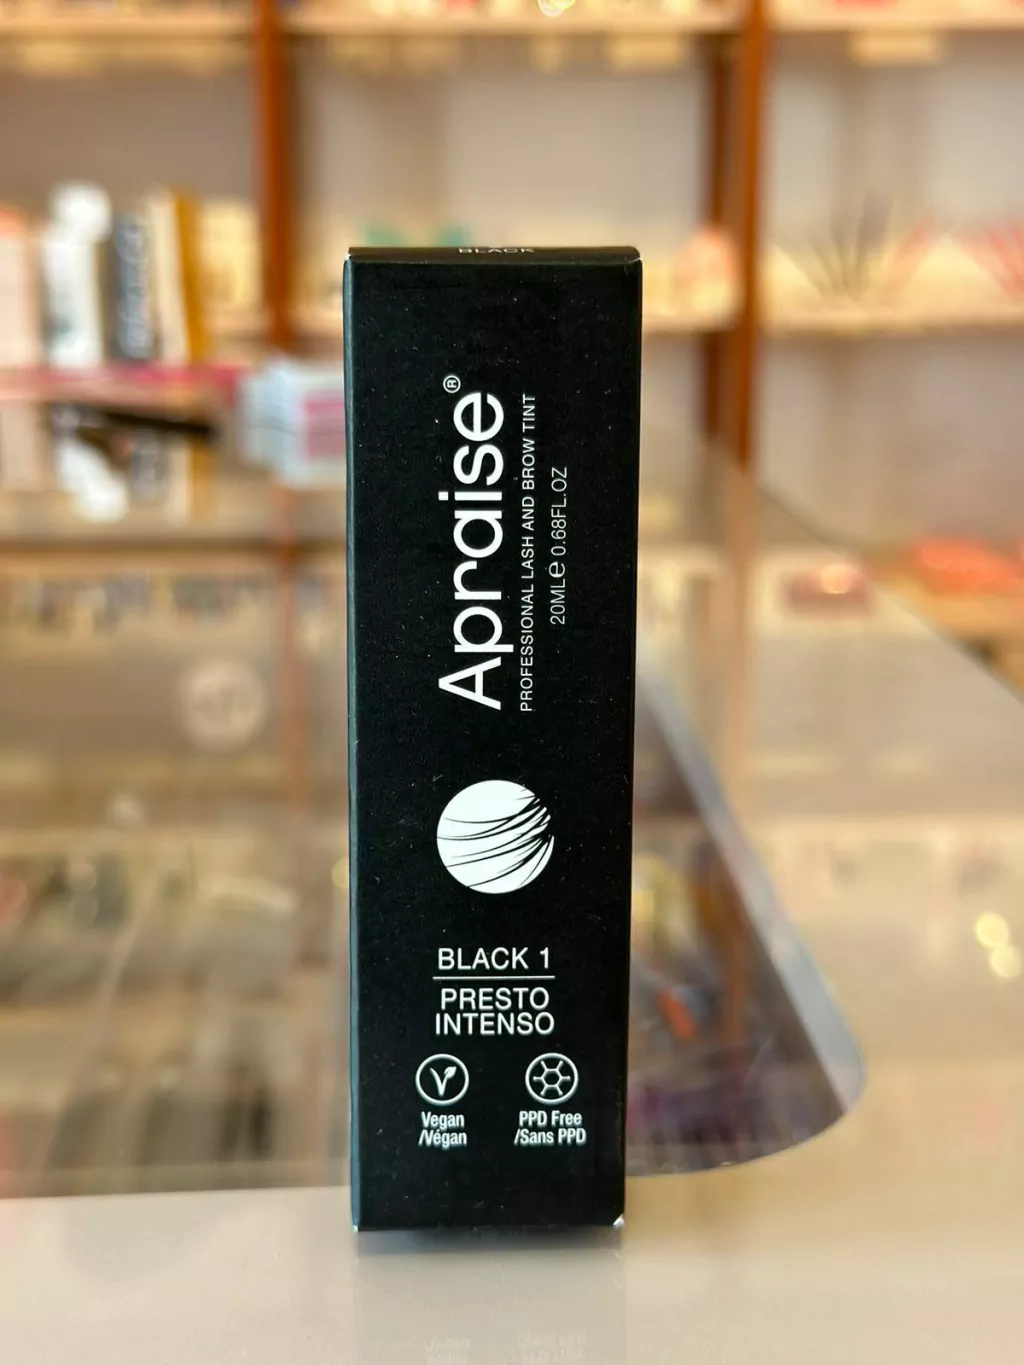 BLACK
Apraise®
PROFESSIONAL LASH AND BROW TINT
20MLe 0.68FL.OZ
BLACK 1
PRESTO
INTENSO
Vegan
/Végan
PPD Free
/Sans PPD